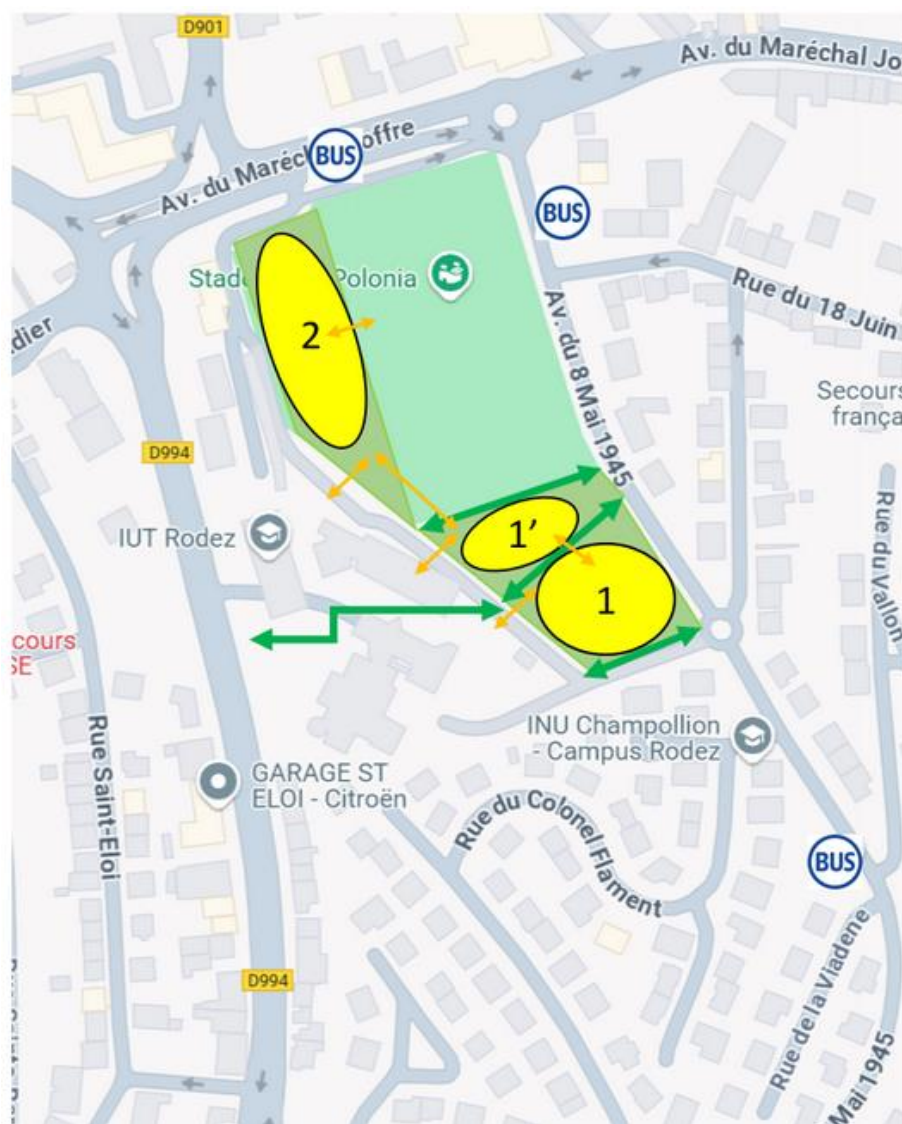 D901
Av. du Maréchal Jo
Av. du Maréch
offre
BUS
BUS
Stad
Polonia
Rue du 18 Juin
dier
2
Av. du 8 Mai 1945
Secours
frança
D994
IUT Rodez
1'
1
Rue du Vallon
cours
SE
INU Champollion
- Campus Rodez
GARAGE ST
ELOI - Citroën
Rue Saint-Eloi
Rue du Colonel Flament
BUS
Rue de la Viadene
D994
Mai 1945